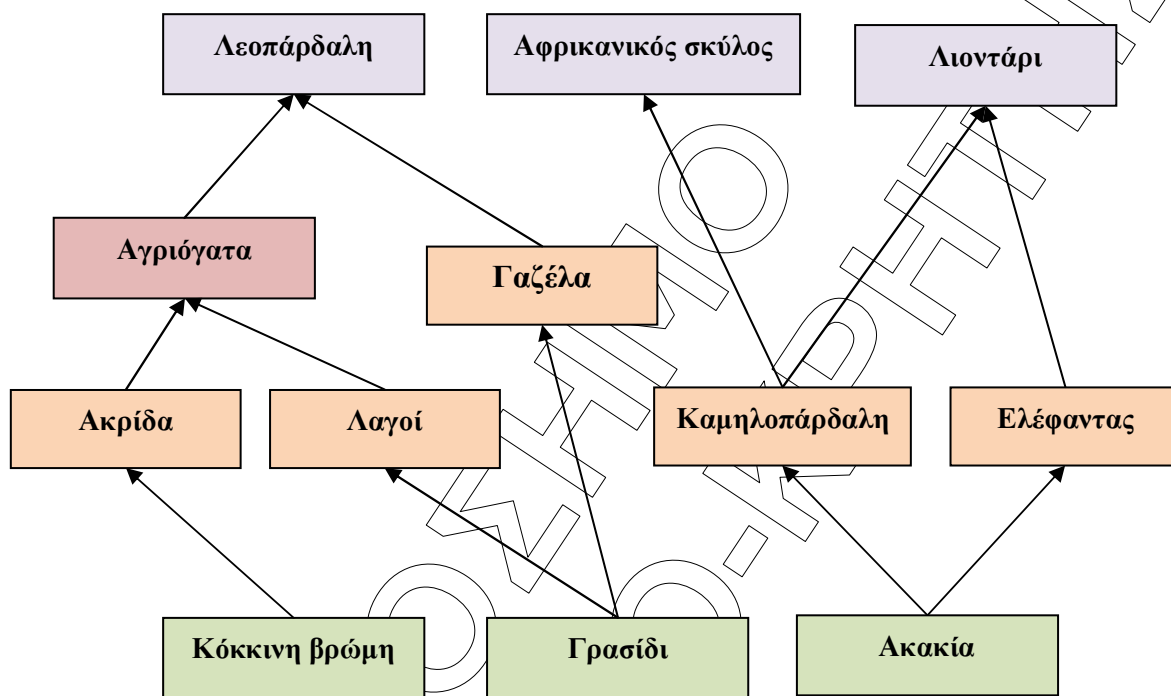 Λεοπάρδαλη
Αφρικανικός σκύλος
Λιοντάρι
Αγριόγατα
Γαζέλα
Ακρίδα
Λαγοί
Καμηλοπάρδαλη
Ελέφαντας
Κόκκινη βρώμη
Γρασίδι
Ακακία